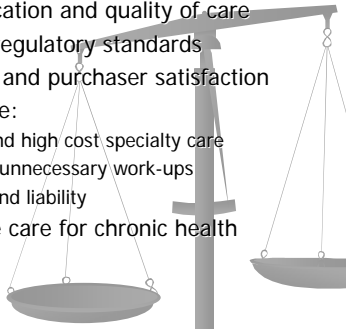 cation and quality of care
egulatory standards
and purchaser satisfaction
e:
nd high cost specialty care
unnecessary work-ups
nd liability
e care for chronic health